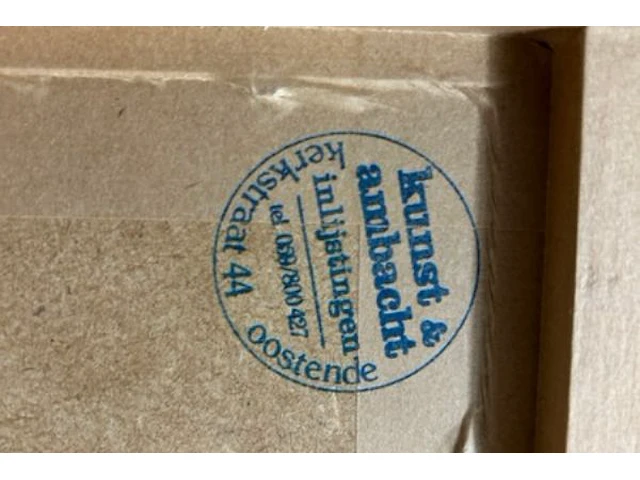 kunst &
ambacht
inlijstingen
tel. 059/800 427
kerkstraat 44 oostende